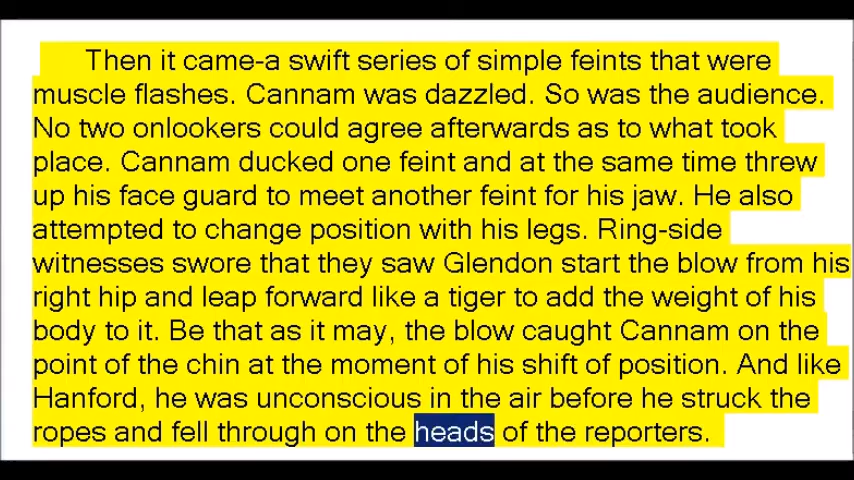 Then it came-a swift series of simple feints that were
muscle flashes. Cannam was dazzled. So was the audience.
No two onlookers could agree afterwards as to what took
place. Cannam ducked one feint and at the same time threw
up his face guard to meet another feint for his jaw. He also
attempted to change position with his legs. Ring-side
witnesses swore that they saw Glendon start the blow from his
right hip and leap forward like a tiger to add the weight of his
body to it. Be that as it may, the blow caught Cannam on the
point of the chin at the moment of his shift of position. And like
Hanford, he was unconscious in the air before he struck the
ropes and fell through on the heads of the reporters.